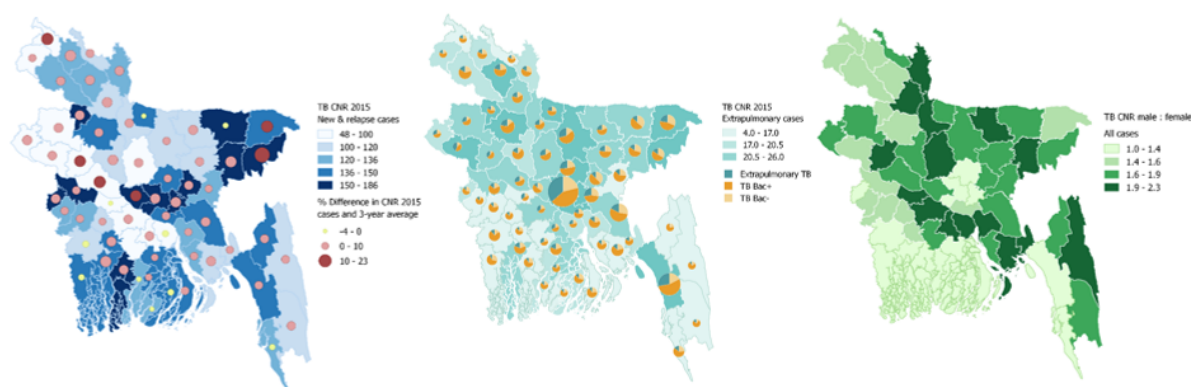 TB CNR 2015
New & relapse cases
48 - 100
100 - 120
120 - 136
136 - 150
150 - 186
% Difference in CNR 2015
cases and 3-year average
-4 - 0
0 - 10
10 - 23
TB CNR 2015
Extrapulmonary cases
4.0 - 17.0
17.0 - 20.5
20.5 - 26.0
Extrapulmonary TB
TB Bac+
TB Bac-
TB CNR male : female
All cases
1.0 - 1.4
1.4 - 1.6
1.6 - 1.9
1.9 - 2.3